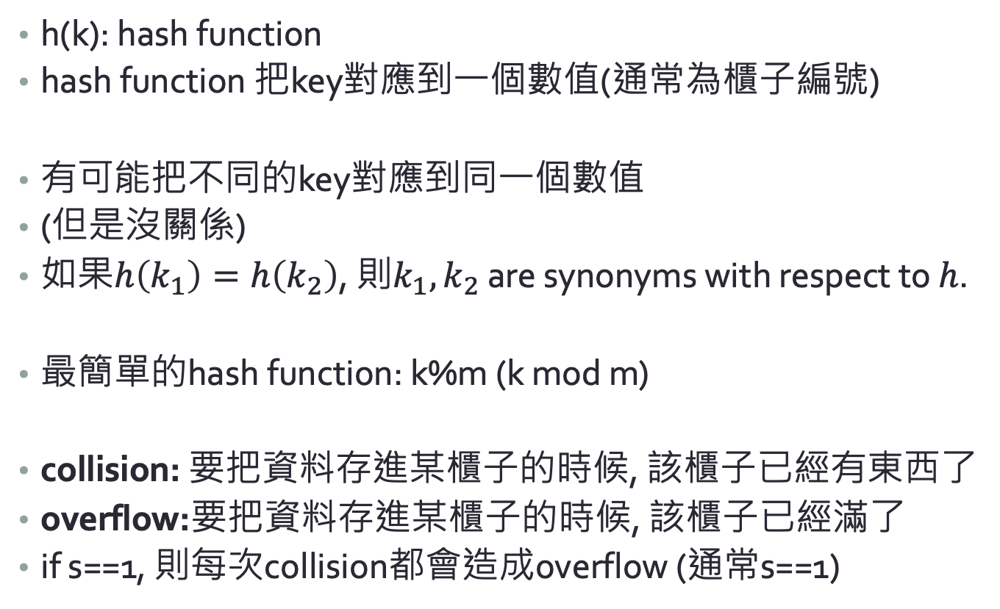 • h(k): hash function
• hash function 把key對應到一個數值(通常為櫃子編號)
• 有可能把不同的key對應到同一個數值
• (但是沒關係)
• 如果h(k₁) = h(k₂), 則k₁, k₂ are synonyms with respect to h.
• 最簡單的hash function: k%m (k mod m)
• collision: 要把資料存進某櫃子的時候, 該櫃子已經有東西了
• overflow:要把資料存進某櫃子的時候, 該櫃子已經滿了
• if s==1, 則每次collision都會造成overflow (通常s==1)